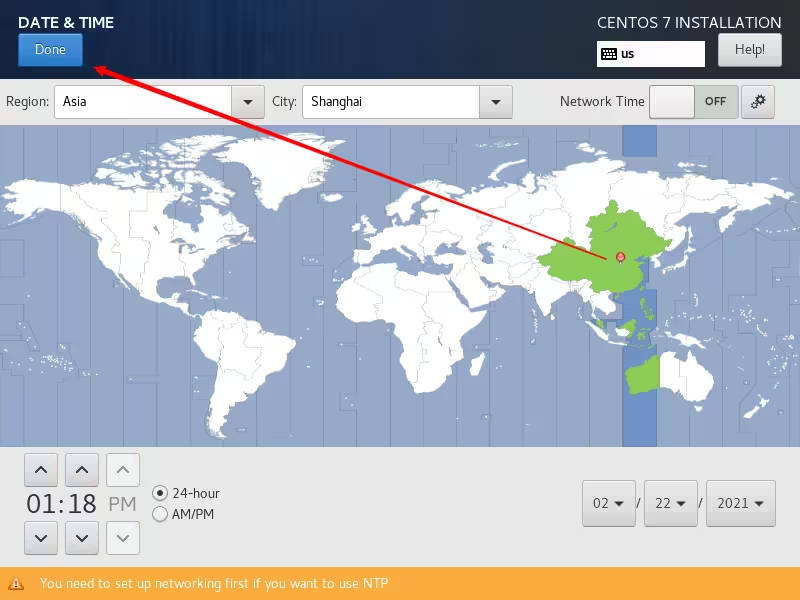 DATE & TIME
CENTOS 7 INSTALLATION
Done
us
Help!
Region: Asia City: Shanghai Network Time OFF
01:18 PM
24-hour
AM/PM
02 / 22 / 2021
You need to set up networking first if you want to use NTP